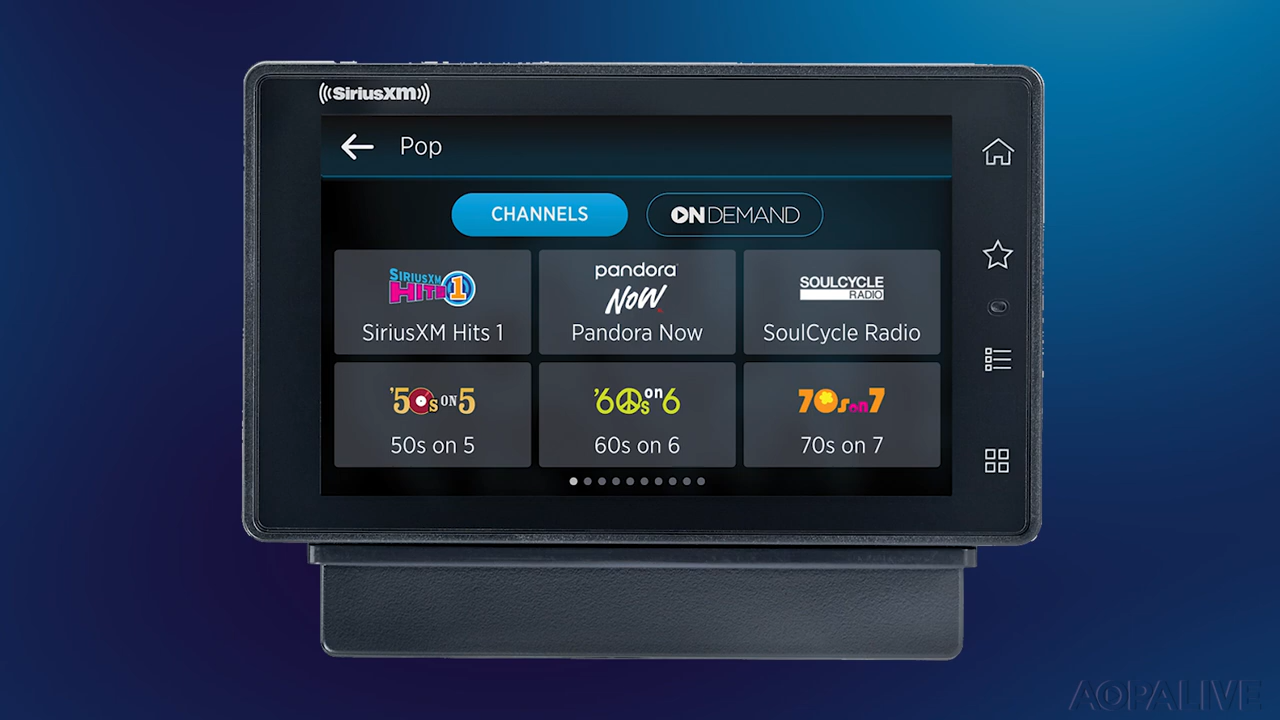 SiriusXM
Pop
CHANNELS
ONDEMAND
SIRIUSXM
HITS 1
SiriusXM Hits 1
pandora
NOW
Pandora Now
SOULCYCLE
RADIO
SoulCycle Radio
'50s ON 5
50s on 5
'60s on 6
60s on 6
70s on 7
70s on 7
AOPALIVE